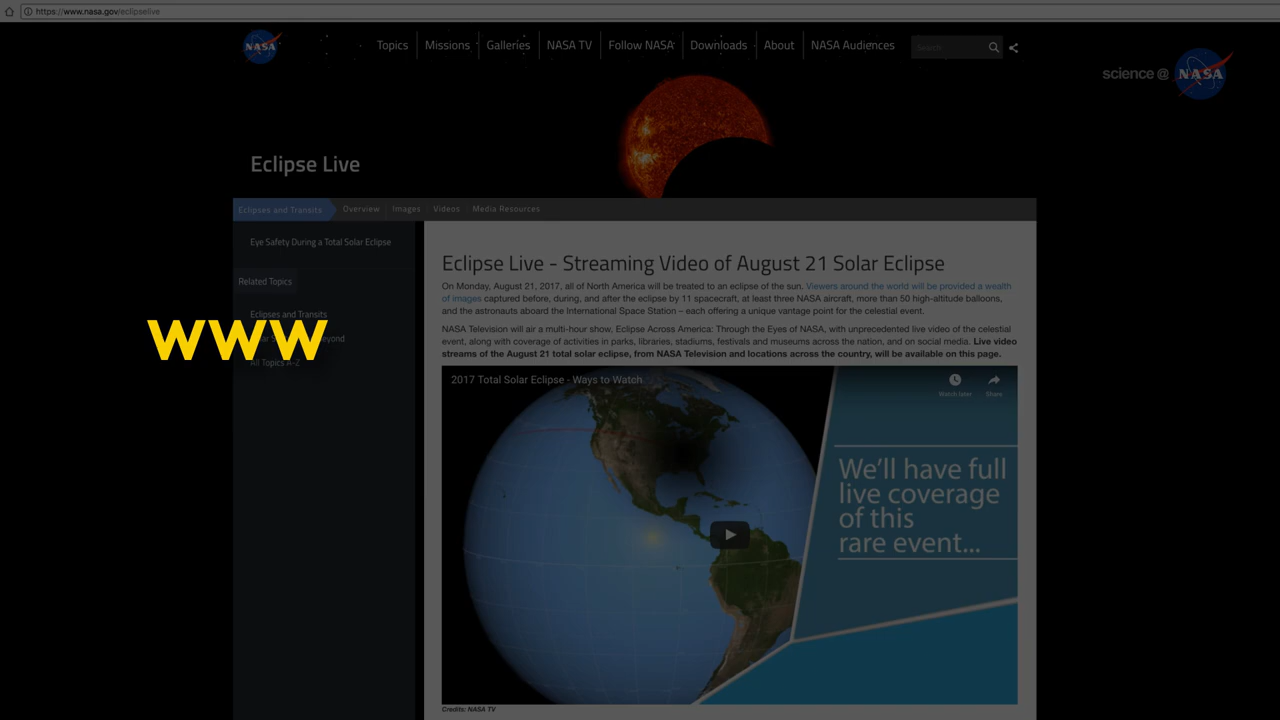 https://www.nasa.gov/eclipselive
NASA
Topics
Missions
Galleries
NASA TV
Follow NASA
Downloads
About
NASA Audiences
Search
science @ NASA
Eclipse Live
Eclipses and Transits
Overview
Images
Videos
Media Resources
Eye Safety During a Total Solar Eclipse
Related Topics
Eclipses and Transits
www
All Topics A-Z
Eclipse Live - Streaming Video of August 21 Solar Eclipse
On Monday, August 21, 2017, all of North America will be treated to an eclipse of the sun. Viewers around the world will be provided a wealth
of images captured before, during, and after the eclipse by 11 spacecraft, at least three NASA aircraft, more than 50 high-altitude balloons,
and the astronauts aboard the International Space Station – each offering a unique vantage point for the celestial event.
NASA Television will air a multi-hour show, Eclipse Across America: Through the Eyes of NASA, with unprecedented live video of the celestial
event, along with coverage of activities in parks, libraries, stadiums, festivals and museums across the nation, and on social media. Live video
streams of the August 21 total solar eclipse, from NASA Television and locations across the country, will be available on this page.
2017 Total Solar Eclipse - Ways to Watch
Watch later
Share
We'll have full
live coverage
of this
rare event...
Credits: NASA TV